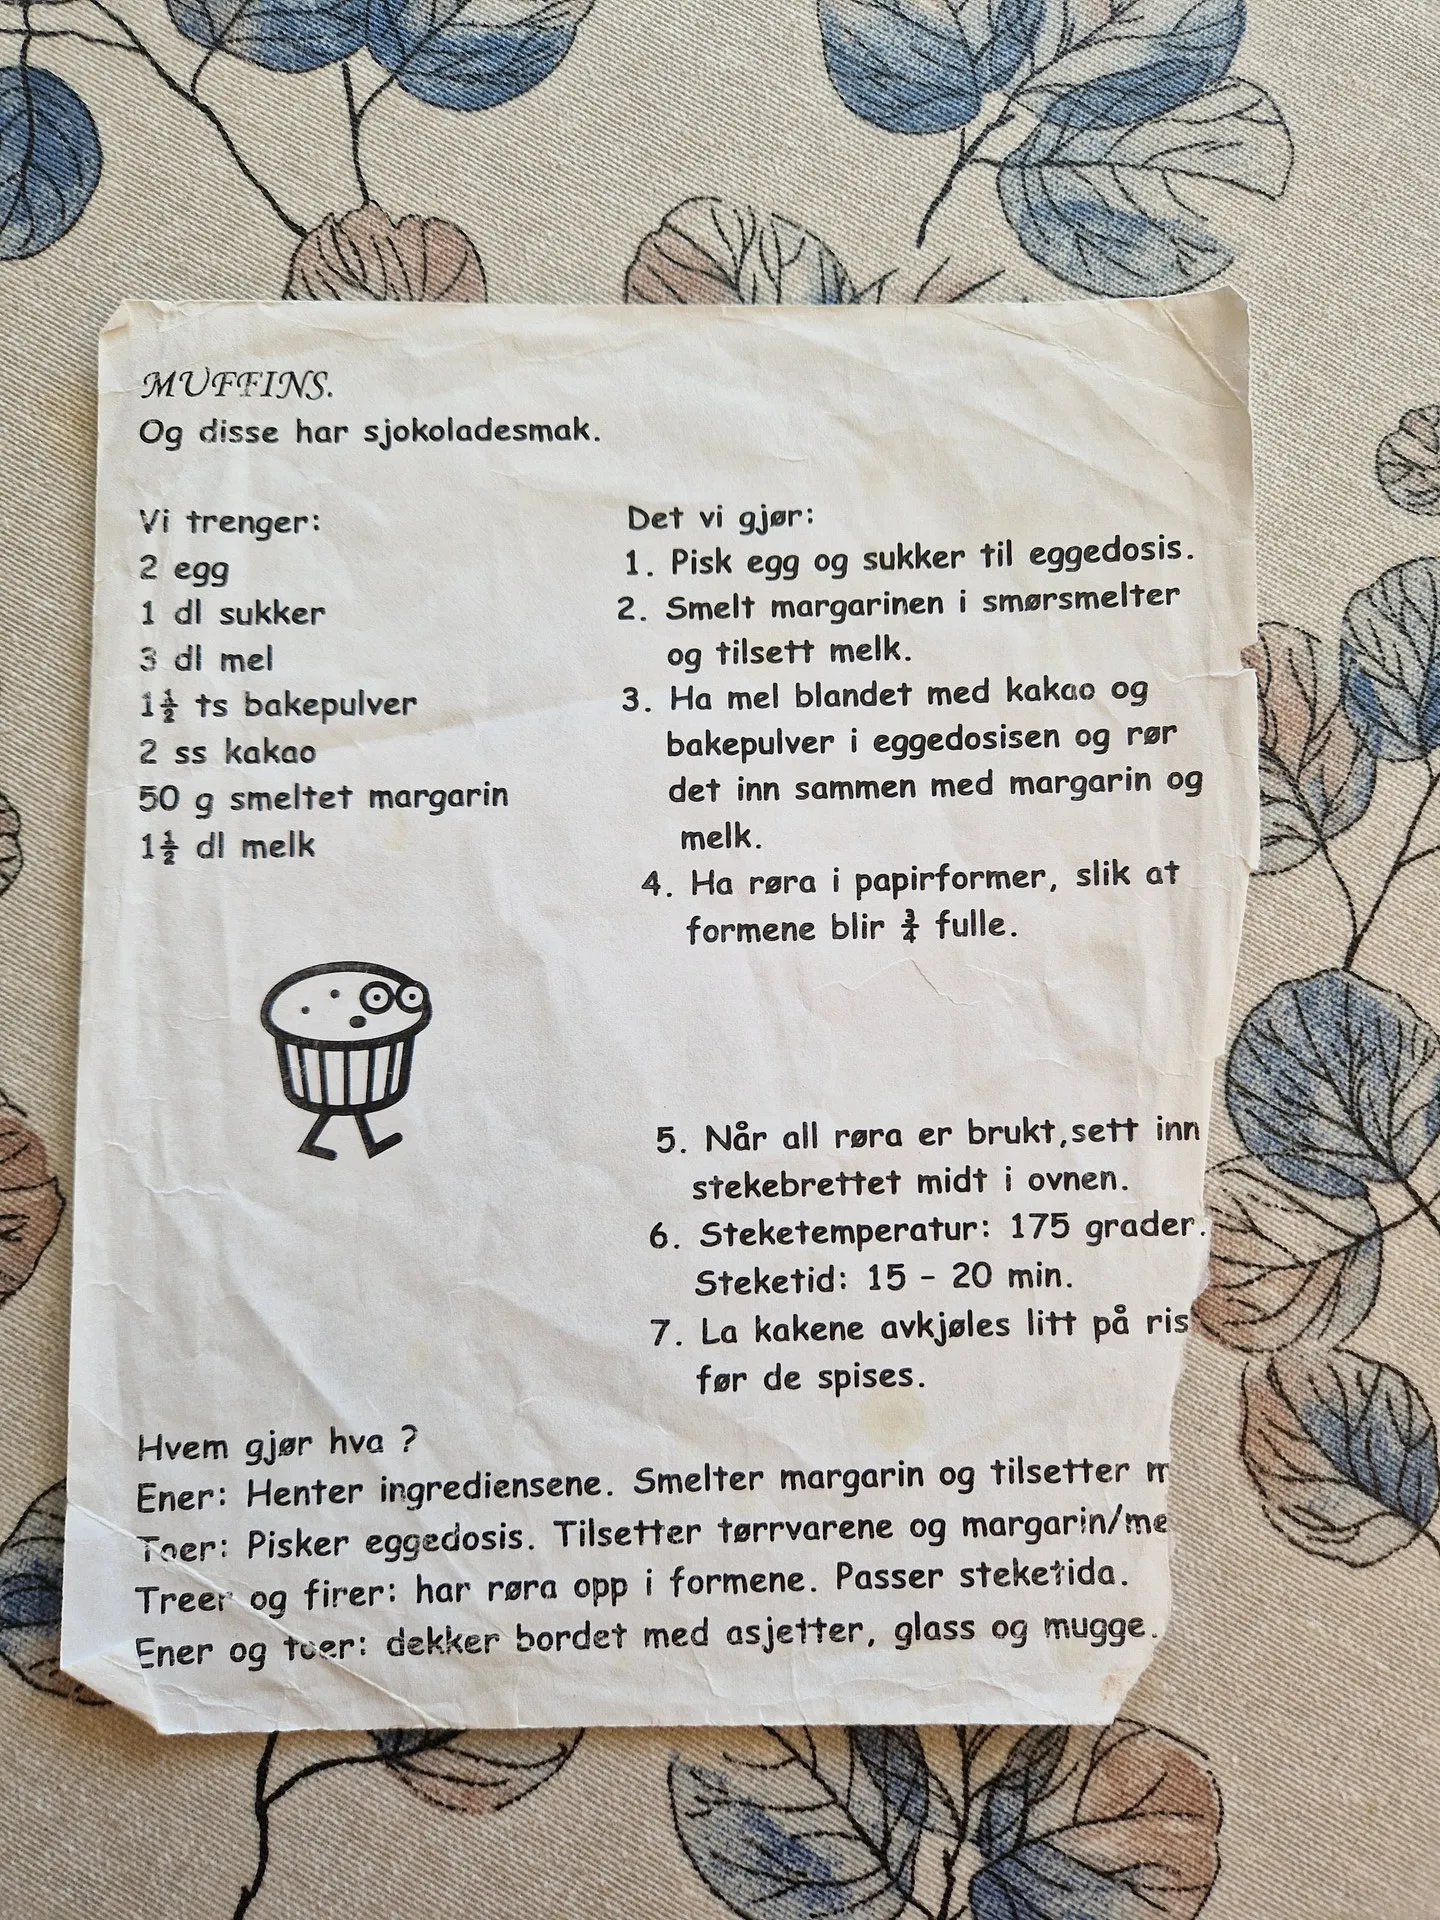 MUFFINS.
Og disse har sjokoladesmak.
Vi trenger:
2 egg
1 dl sukker
3 dl mel
1½ ts bakepulver
2 ss kakao
50 g smeltet margarin
1½ dl melk
Det vi gjør:
1. Pisk egg og sukker til eggedosis.
2. Smelt margarinen i smørsmelter
og tilsett melk.
3. Ha mel blandet med kakao og
bakepulver i eggedosisen og rør
det inn sammen med margarin og
melk.
4. Ha røra i papirformer, slik at
formene blir ¾ fulle.
5. Når all røra er brukt,sett inn
stekebrettet midt i ovnen.
6. Steketemperatur: 175 grader.
Steketid: 15 - 20 min.
7. La kakene avkjøles litt på ris
før de spises.
Hvem gjør hva ?
Ener: Henter ingrediensene. Smelter margarin og tilsetter
Toer: Pisker eggedosis. Tilsetter tørrvarene og margarin/me
Treer og firer: har røra opp i formene. Passer steketida.
Ener og toer: dekker bordet med asjetter, glass og mugge.